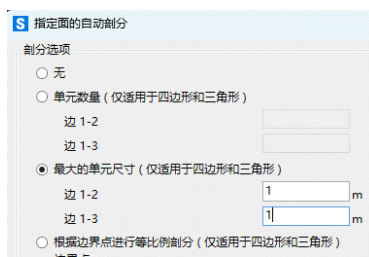 S 指定面的自动剖分
剖分选项
无
单元数量 ( 仅适用于四边形和三角形 )
边 1-2
边 1-3
最大的单元尺寸 ( 仅适用于四边形和三角形 )
边 1-2 1 m
边 1-3 1 m
根据边界点进行等比例剖分 ( 仅适用于四边形和三角形 )